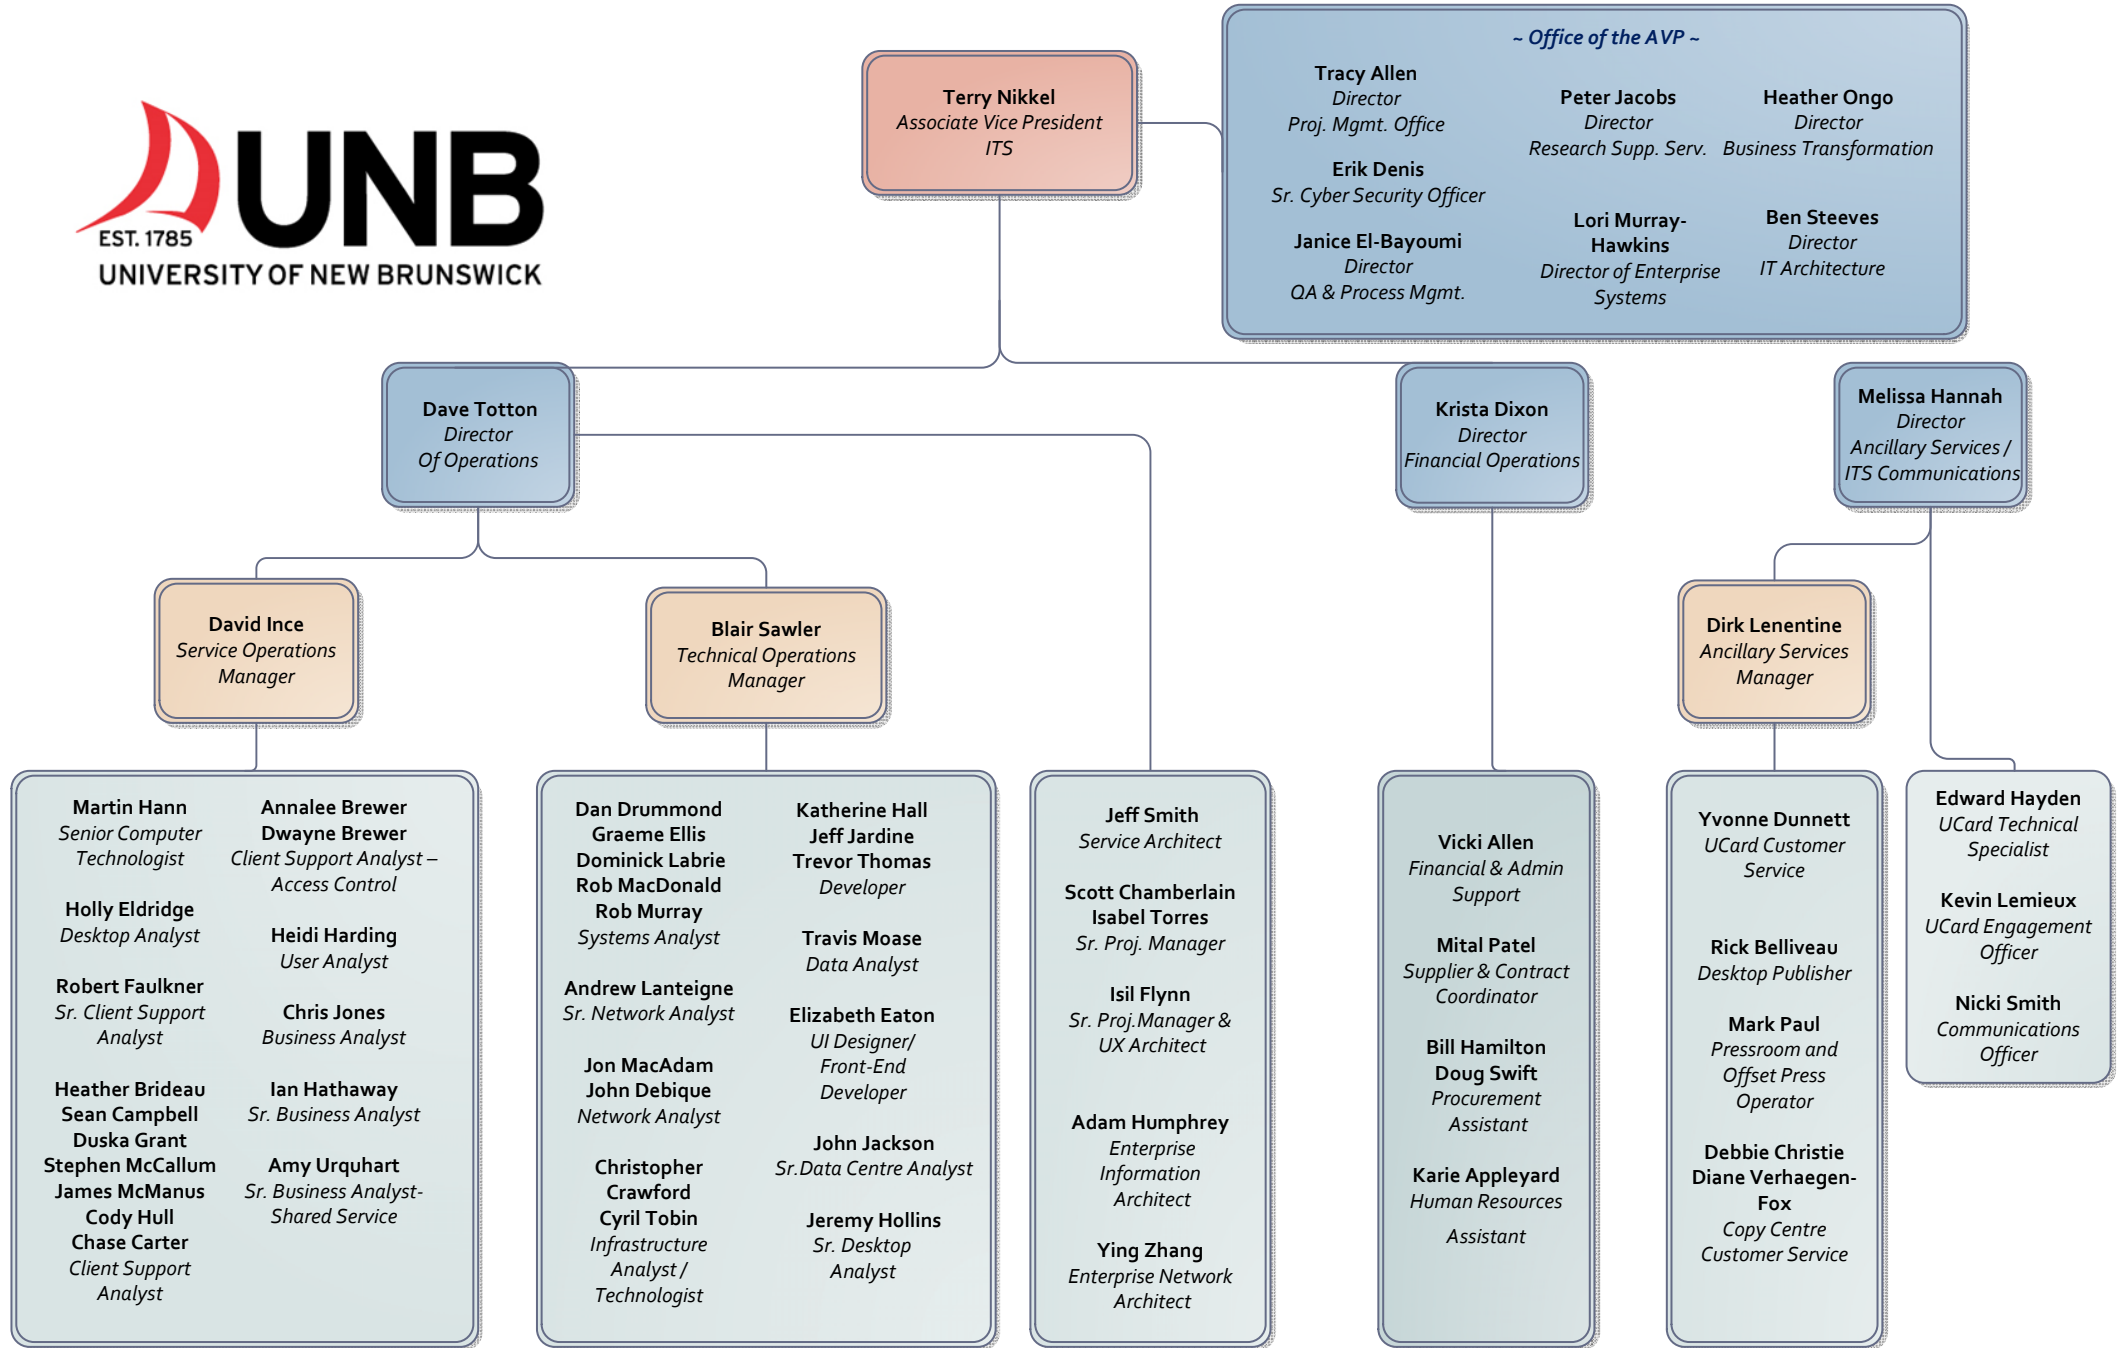 EST. 1785
UNB
UNIVERSITY OF NEW BRUNSWICK
Terry Nikkel
Associate Vice President
ITS
~ Office of the AVP ~
Tracy Allen
Director
Proj. Mgmt. Office
Erik Denis
Sr. Cyber Security Officer
Janice El-Bayoumi
Director
QA & Process Mgmt.
Peter Jacobs
Director
Research Supp. Serv.
Lori Murray-
Hawkins
Director of Enterprise
Systems
Heather Ongo
Director
Business Transformation
Ben Steeves
Director
IT Architecture
Dave Totton
Director
Of Operations
Krista Dixon
Director
Financial Operations
Melissa Hannah
Director
Ancillary Services /
ITS Communications
David Ince
Service Operations
Manager
Blair Sawler
Technical Operations
Manager
Dirk Lenentine
Ancillary Services
Manager
Martin Hann
Senior Computer
Technologist
Holly Eldridge
Desktop Analyst
Robert Faulkner
Sr. Client Support
Analyst
Heather Brideau
Sean Campbell
Duska Grant
Stephen McCallum
James McManus
Cody Hull
Chase Carter
Client Support
Analyst
Annalee Brewer
Dwayne Brewer
Client Support Analyst –
Access Control
Heidi Harding
User Analyst
Chris Jones
Business Analyst
Ian Hathaway
Sr. Business Analyst
Amy Urquhart
Sr. Business Analyst-
Shared Service
Dan Drummond
Graeme Ellis
Dominick Labrie
Rob MacDonald
Rob Murray
Systems Analyst
Andrew Lanteigne
Sr. Network Analyst
Jon MacAdam
John Debique
Network Analyst
Christopher
Crawford
Cyril Tobin
Infrastructure
Analyst /
Technologist
Katherine Hall
Jeff Jardine
Trevor Thomas
Developer
Travis Moase
Data Analyst
Elizabeth Eaton
UI Designer/
Front-End
Developer
John Jackson
Sr.Data Centre Analyst
Jeremy Hollins
Sr. Desktop
Analyst
Jeff Smith
Service Architect
Scott Chamberlain
Isabel Torres
Sr. Proj. Manager
Isil Flynn
Sr. Proj.Manager &
UX Architect
Adam Humphrey
Enterprise
Information
Architect
Ying Zhang
Enterprise Network
Architect
Vicki Allen
Financial & Admin
Support
Mital Patel
Supplier & Contract
Coordinator
Bill Hamilton
Doug Swift
Procurement
Assistant
Karie Appleyard
Human Resources
Assistant
Yvonne Dunnett
UCard Customer
Service
Rick Belliveau
Desktop Publisher
Mark Paul
Pressroom and
Offset Press
Operator
Debbie Christie
Diane Verhaegen-
Fox
Copy Centre
Customer Service
Edward Hayden
UCard Technical
Specialist
Kevin Lemieux
UCard Engagement
Officer
Nicki Smith
Communications
Officer